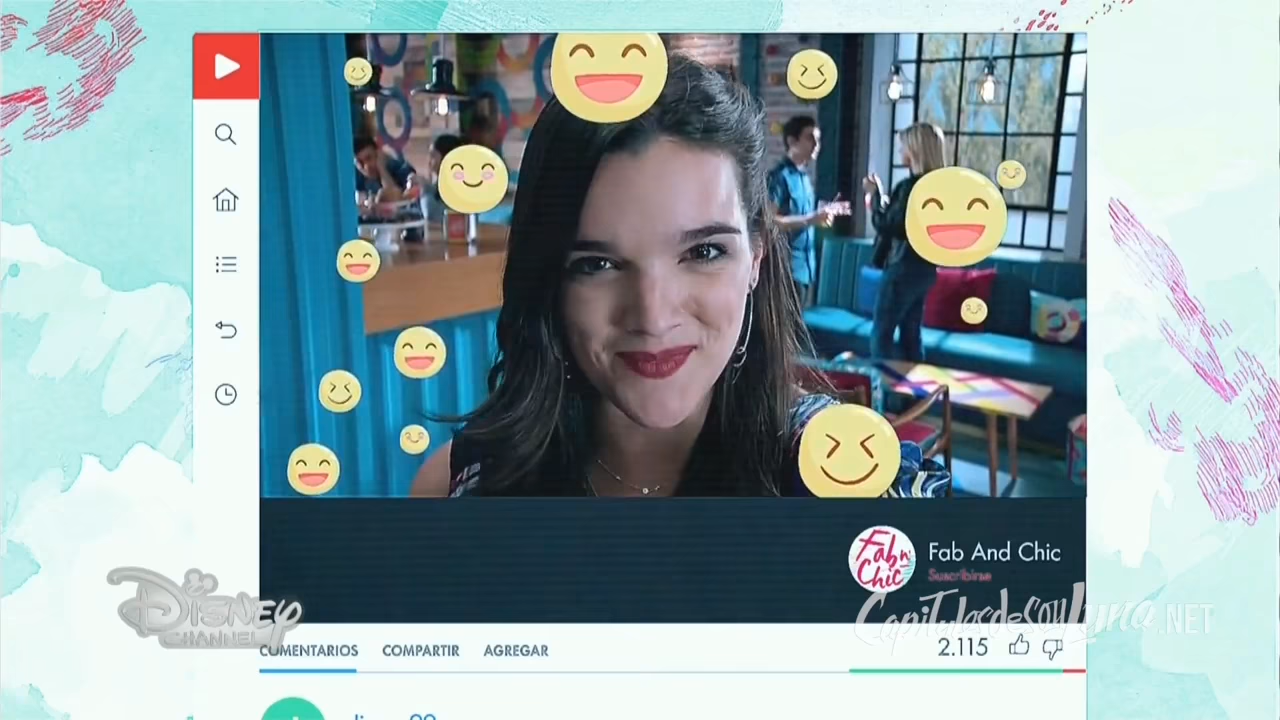 Fab n' Chic
Fab And Chic
Suscribirse
DISNEY
CHANNEL
CapitulosdesoyLuna.NET
COMENTARIOS COMPARTIR AGREGAR
2.115